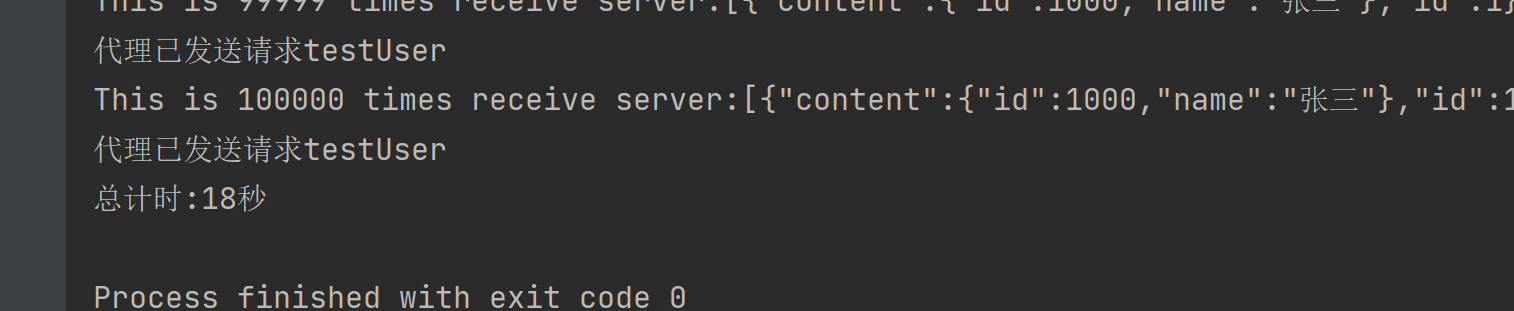 This is 99999 times receive server:[{"content":{"id":1000,"name":"张三"},"id":1}
代理已发送请求testUser
This is 100000 times receive server:[{"content":{"id":1000,"name":"张三"},"id":1
代理已发送请求testUser
总计时:18秒
Process finished with exit code 0